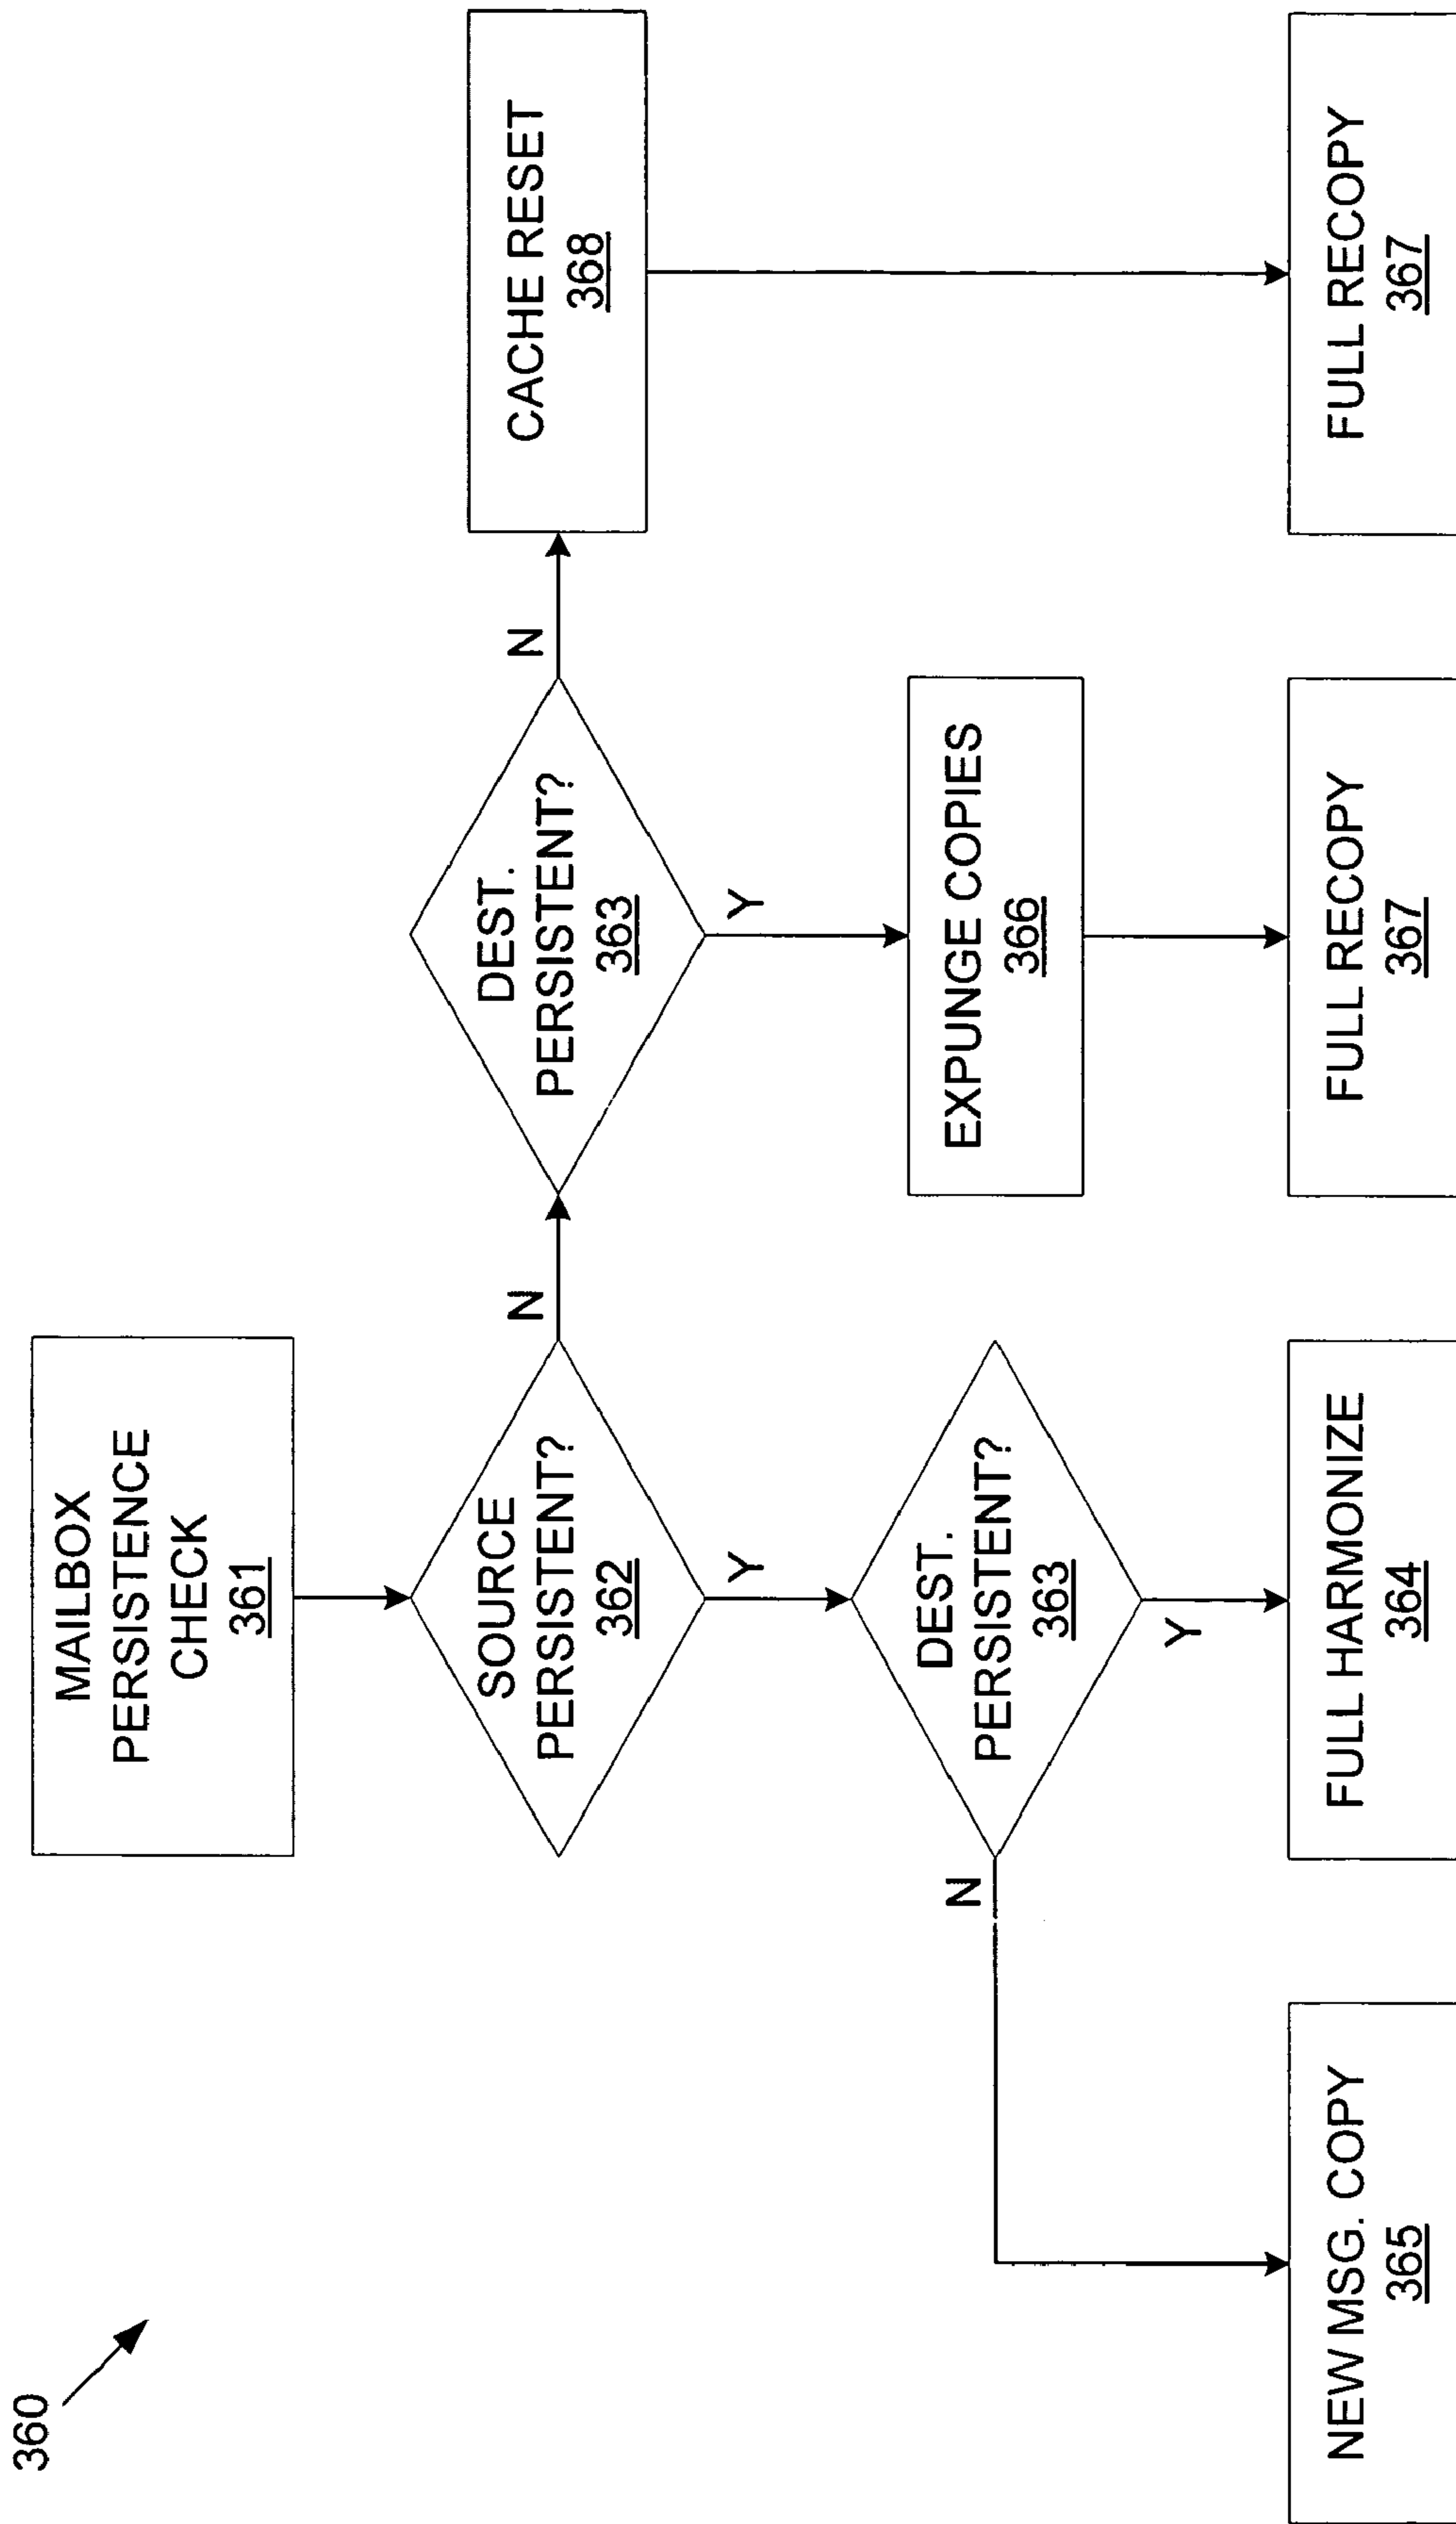 360
MAILBOX
PERSISTENCE
CHECK
361
SOURCE
PERSISTENT?
362
N
Y
DEST.
PERSISTENT?
363
N
Y
CACHE RESET
368
DEST.
PERSISTENT?
363
N
Y
EXPUNGE COPIES
366
NEW MSG. COPY
365
FULL HARMONIZE
364
FULL RECOPY
367
FULL RECOPY
367